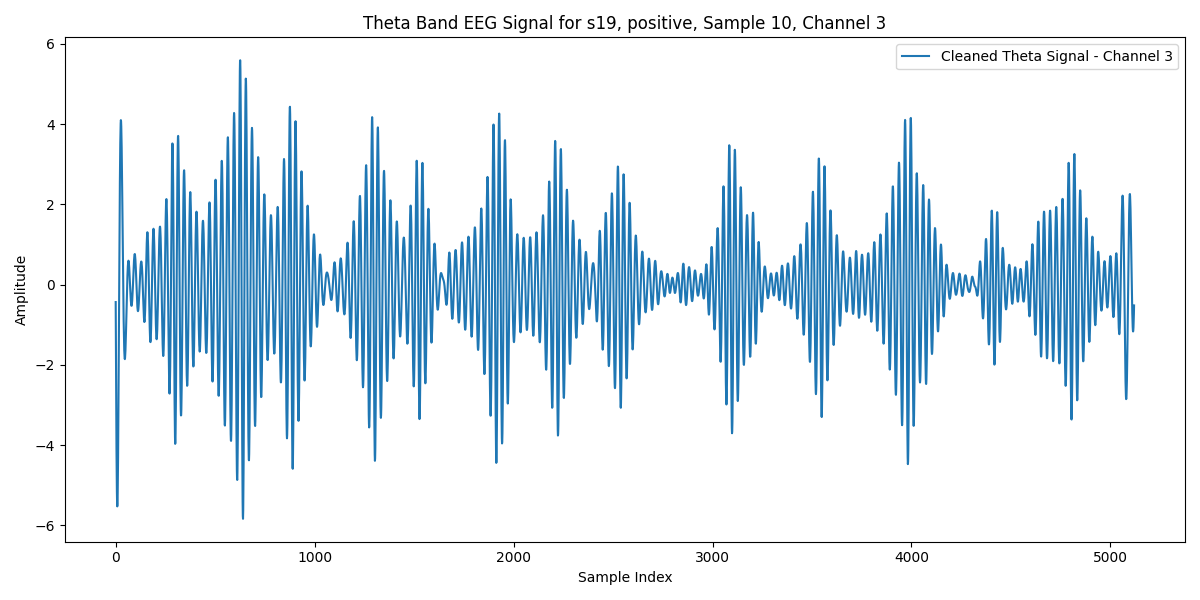 Theta Band EEG Signal for s19, positive, Sample 10, Channel 3
Cleaned Theta Signal - Channel 3
Amplitude
6
4
2
0
−2
−4
−6
0 1000 2000 3000 4000 5000
Sample Index